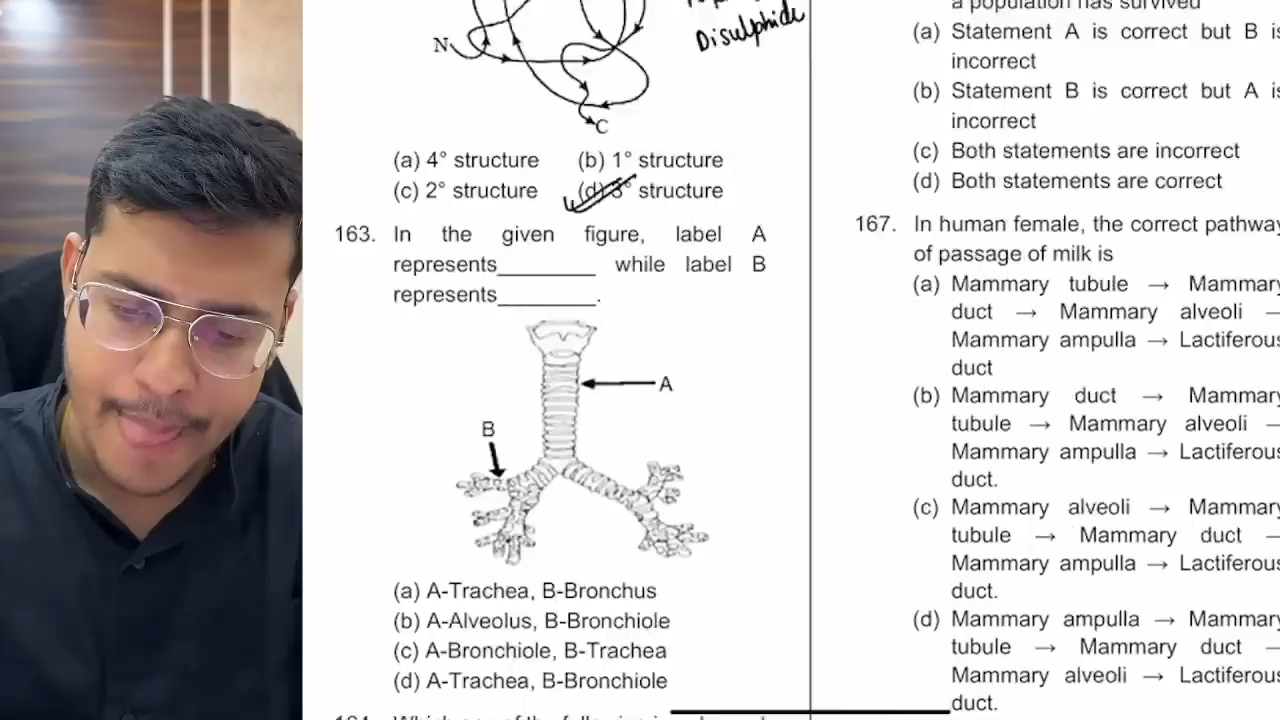 Disulphide
N
C
(a) 4° structure (b) 1° structure
(c) 2° structure (d) 3° structure
163. In the given figure, label A
represents_________ while label B
represents_________.
A
B
(a) A-Trachea, B-Bronchus
(b) A-Alveolus, B-Bronchiole
(c) A-Bronchiole, B-Trachea
(d) A-Trachea, B-Bronchiole
a population has survived
(a) Statement A is correct but B is
incorrect
(b) Statement B is correct but A is
incorrect
(c) Both statements are incorrect
(d) Both statements are correct
167. In human female, the correct pathway
of passage of milk is
(a) Mammary tubule → Mammary
duct → Mammary alveoli →
Mammary ampulla → Lactiferous
duct
(b) Mammary duct → Mammary
tubule → Mammary alveoli →
Mammary ampulla → Lactiferous
duct.
(c) Mammary alveoli → Mammary
tubule → Mammary duct →
Mammary ampulla → Lactiferous
duct.
(d) Mammary ampulla → Mammary
tubule → Mammary duct →
Mammary alveoli → Lactiferous
duct.